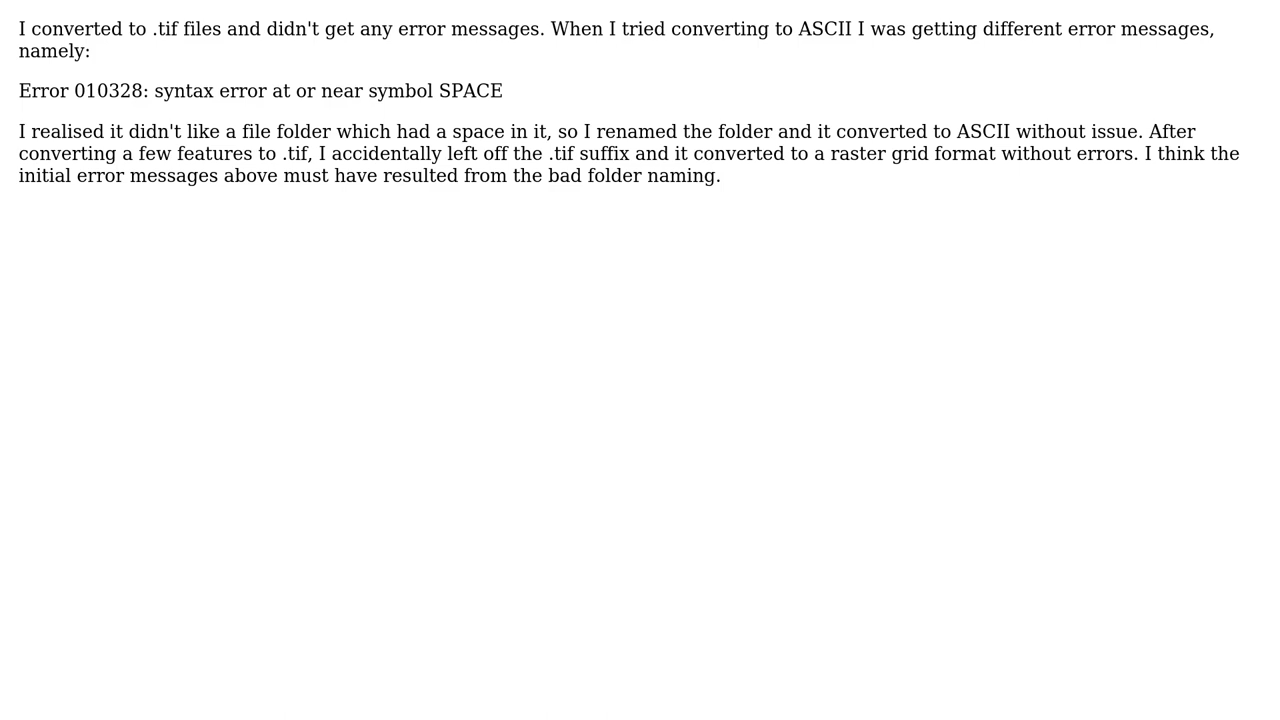 I converted to .tif files and didn't get any error messages. When I tried converting to ASCII I was getting different error messages,
namely:
Error 010328: syntax error at or near symbol SPACE
I realised it didn't like a file folder which had a space in it, so I renamed the folder and it converted to ASCII without issue. After
converting a few features to .tif, I accidentally left off the .tif suffix and it converted to a raster grid format without errors. I think the
initial error messages above must have resulted from the bad folder naming.